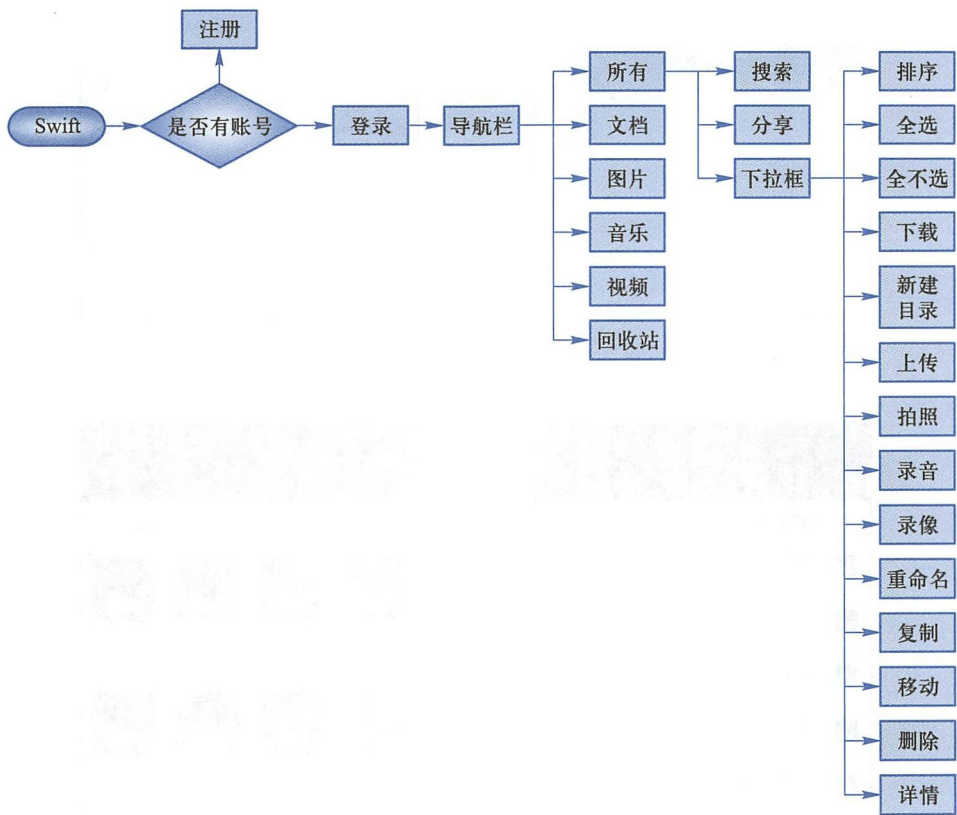 注册
Swift
是否有账号
登录
导航栏
所有
文档
图片
音乐
视频
回收站
搜索
分享
下拉框
排序
全选
全不选
下载
新建
目录
上传
拍照
录音
录像
重命名
复制
移动
删除
详情